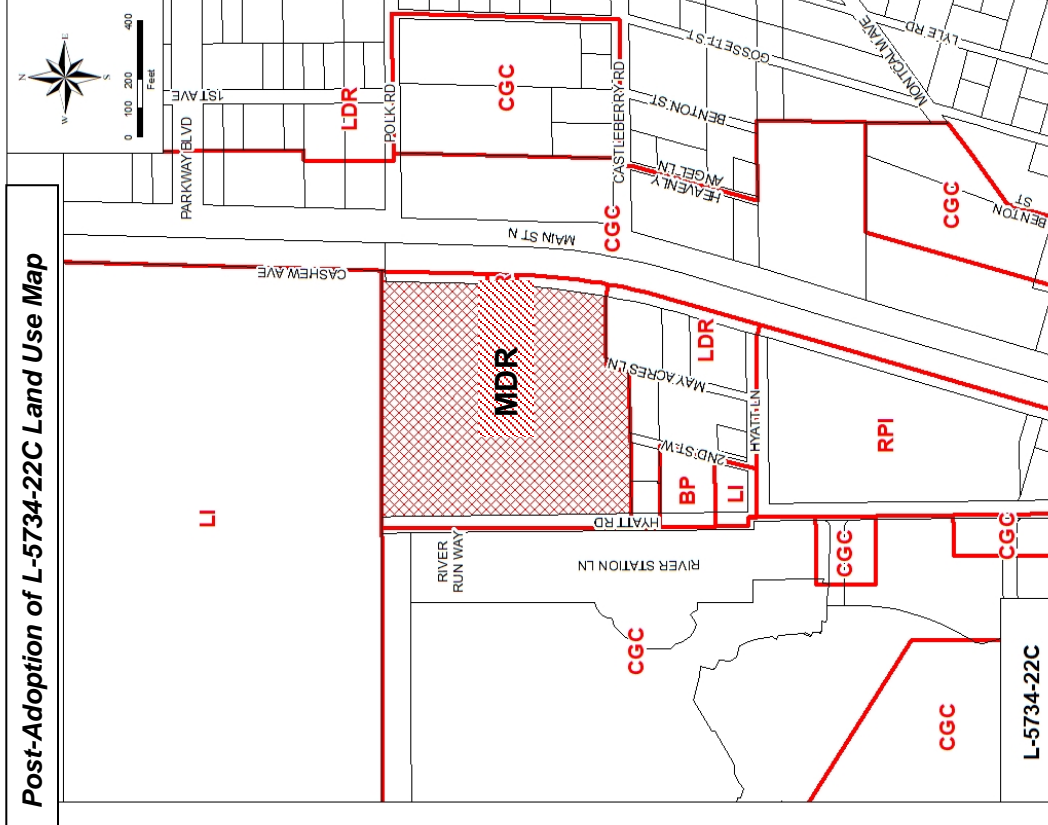 Post-Adoption of L-5734-22C Land Use Map
N
E
S
W
0 100 200 400
Feet
PARKWAY BLVD
1ST AVE
LDR
POLK RD
CGC
CASTLEBERRY RD
GOSSETT ST
LYLE RD
MONTCALM AVE
BENTON ST
HEAVENLY
ANGEL LN
CGC
MAIN ST N
CGC
BENTON
ST
CASHEW AVE
LI
MDR
MAY ACRES LN
LDR
HYATT LN
2ND ST W
BP
LI
RPI
HYATT RD
RIVER
RUN WAY
RIVER STATION LN
CGC
CGC
CGC
CGC
L-5734-22C